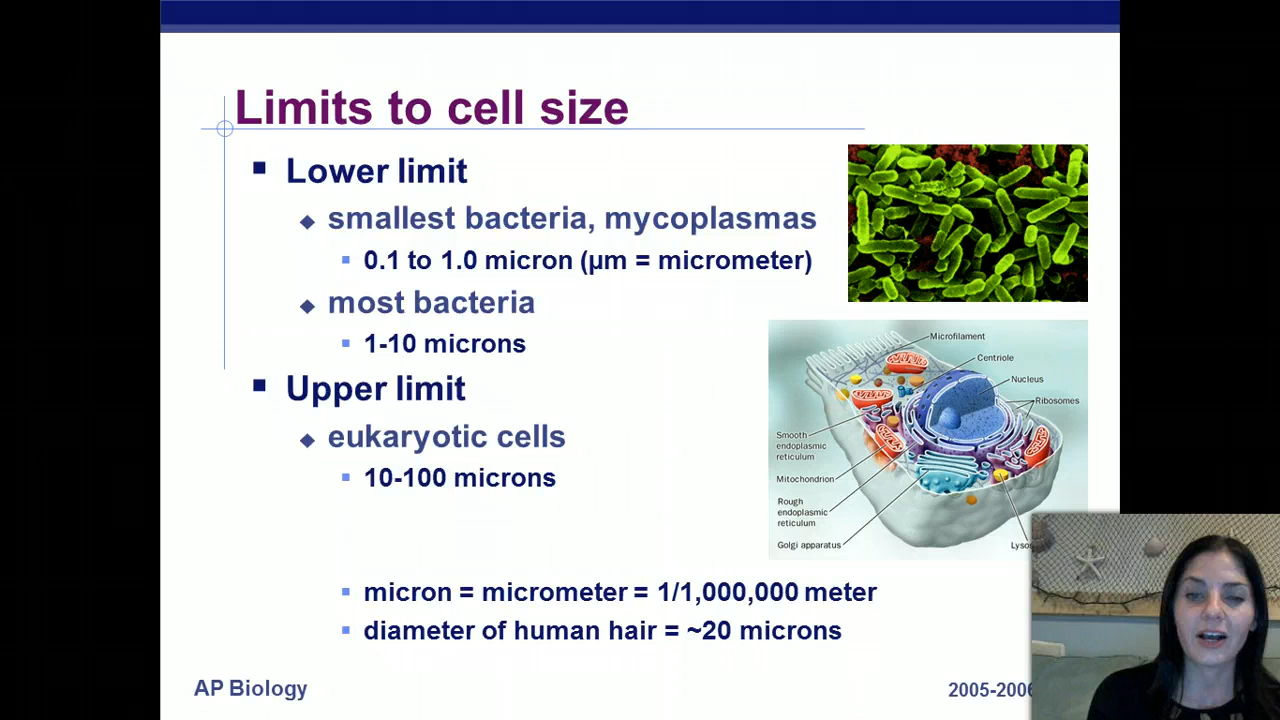 Limits to cell size
Lower limit
smallest bacteria, mycoplasmas
0.1 to 1.0 micron (µm = micrometer)
most bacteria
1-10 microns
Upper limit
eukaryotic cells
10-100 microns
micron = micrometer = 1/1,000,000 meter
diameter of human hair = ~20 microns
Microfilament
Centriole
Nucleus
Ribosomes
Smooth
endoplasmic
reticulum
Mitochondrion
Rough
endoplasmic
reticulum
Golgi apparatus
Lysos
AP Biology
2005-2006